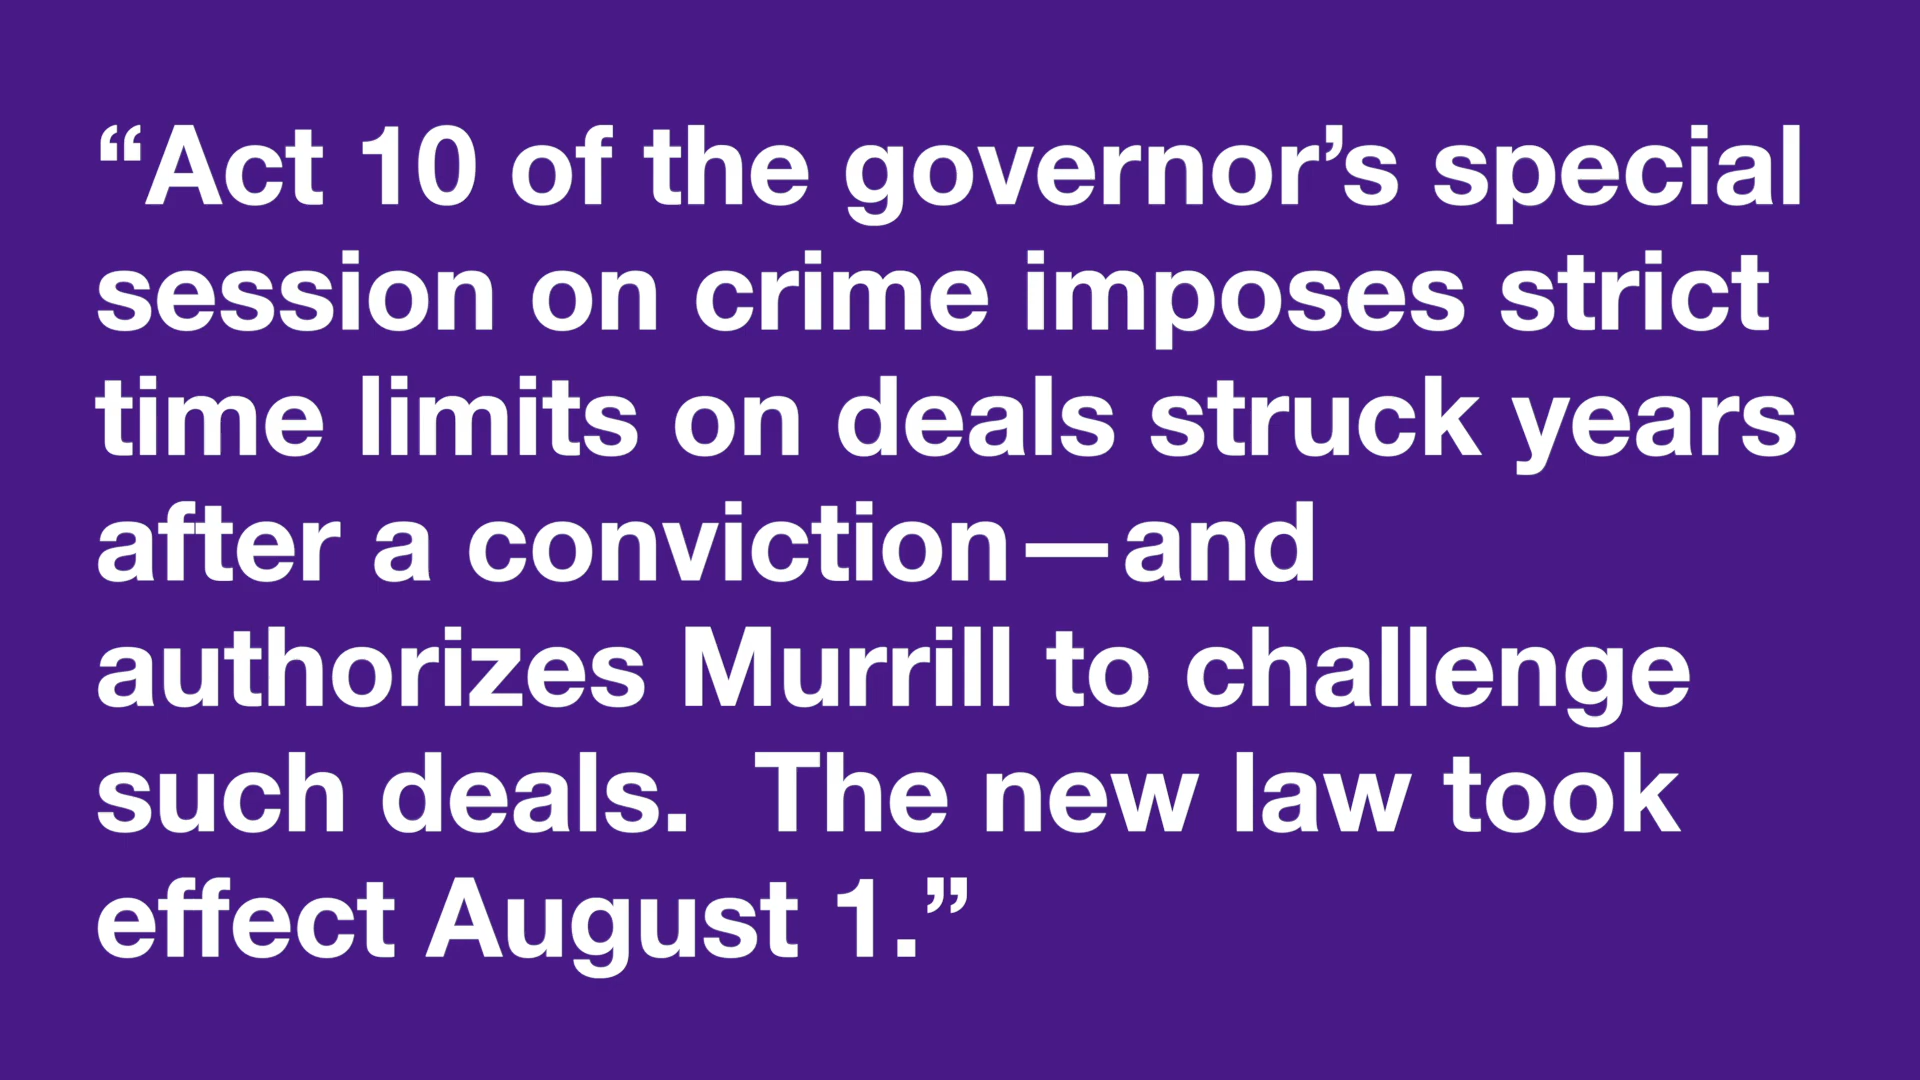 “Act 10 of the governor’s special
session on crime imposes strict
time limits on deals struck years
after a conviction—and
authorizes Murrill to challenge
such deals.  The new law took
effect August 1.”